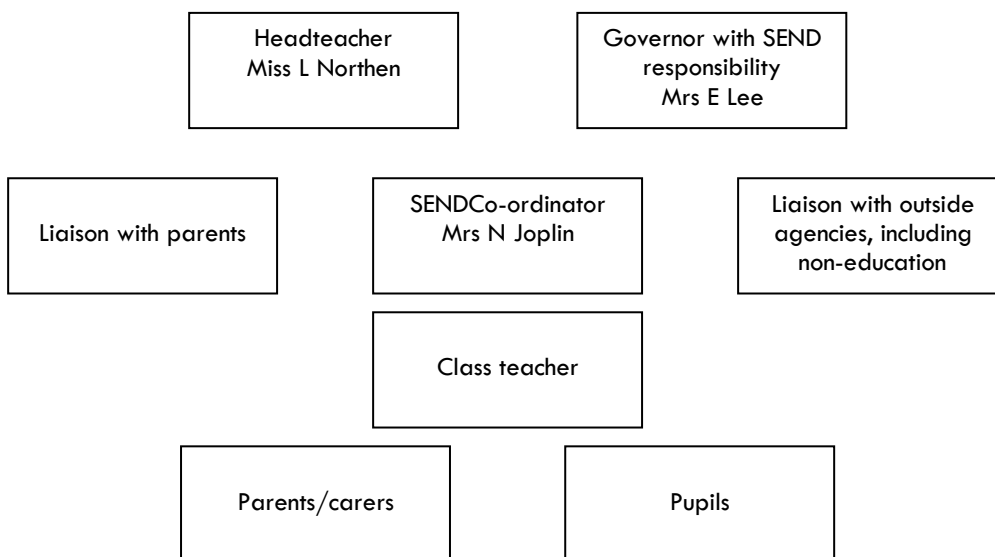 Headteacher
Miss L Northen
Governor with SEND
responsibility
Mrs E Lee
Liaison with parents
SENDCo-ordinator
Mrs N Joplin
Liaison with outside
agencies, including
non-education
Class teacher
Parents/carers
Pupils